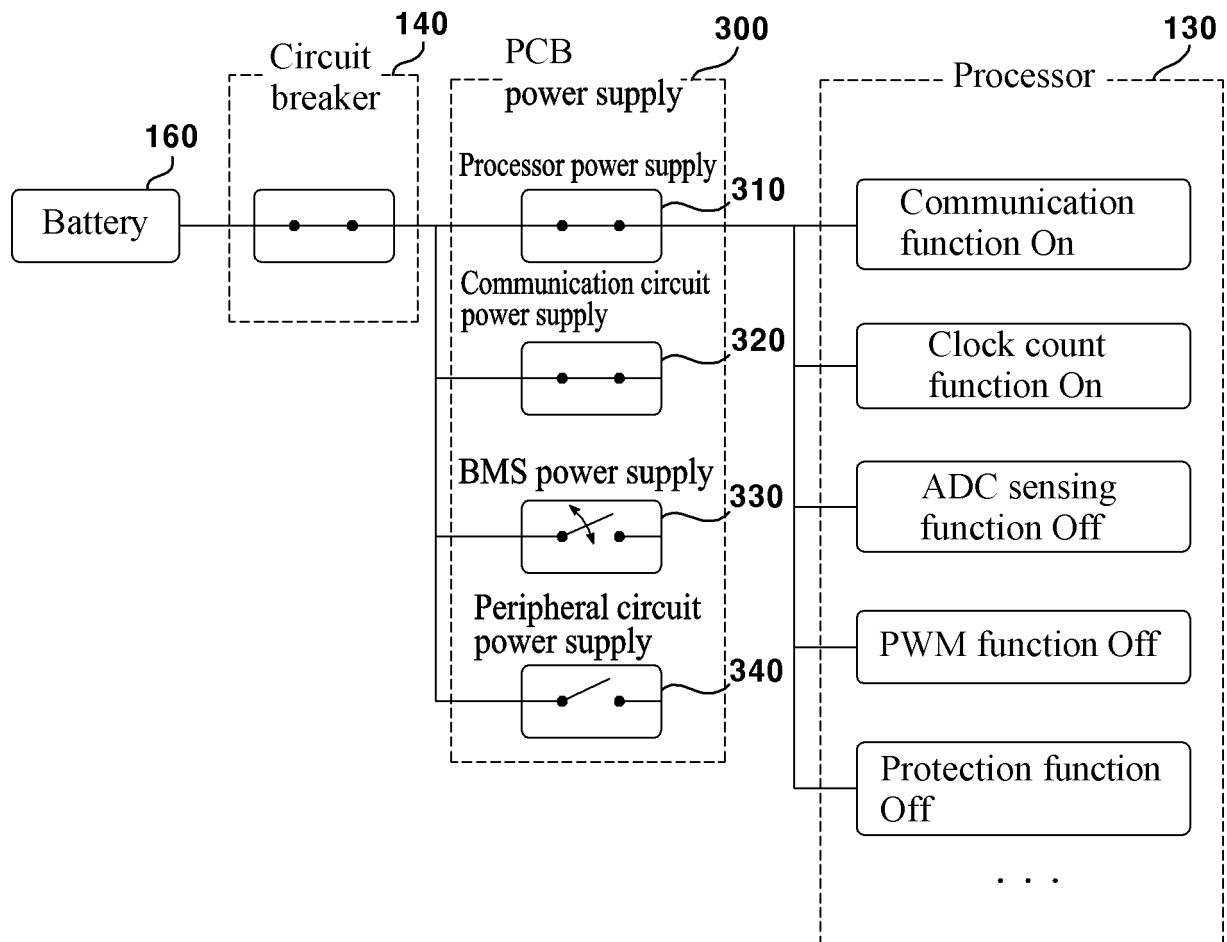 140
Circuit
breaker
PCB
power supply
300
130
Processor
160
Battery
Processor power supply
310
Communication circuit
power supply
320
BMS power supply
330
Peripheral circuit
power supply
340
Communication
function On
Clock count
function On
ADC sensing
function Off
PWM function Off
Protection function
Off
. . .